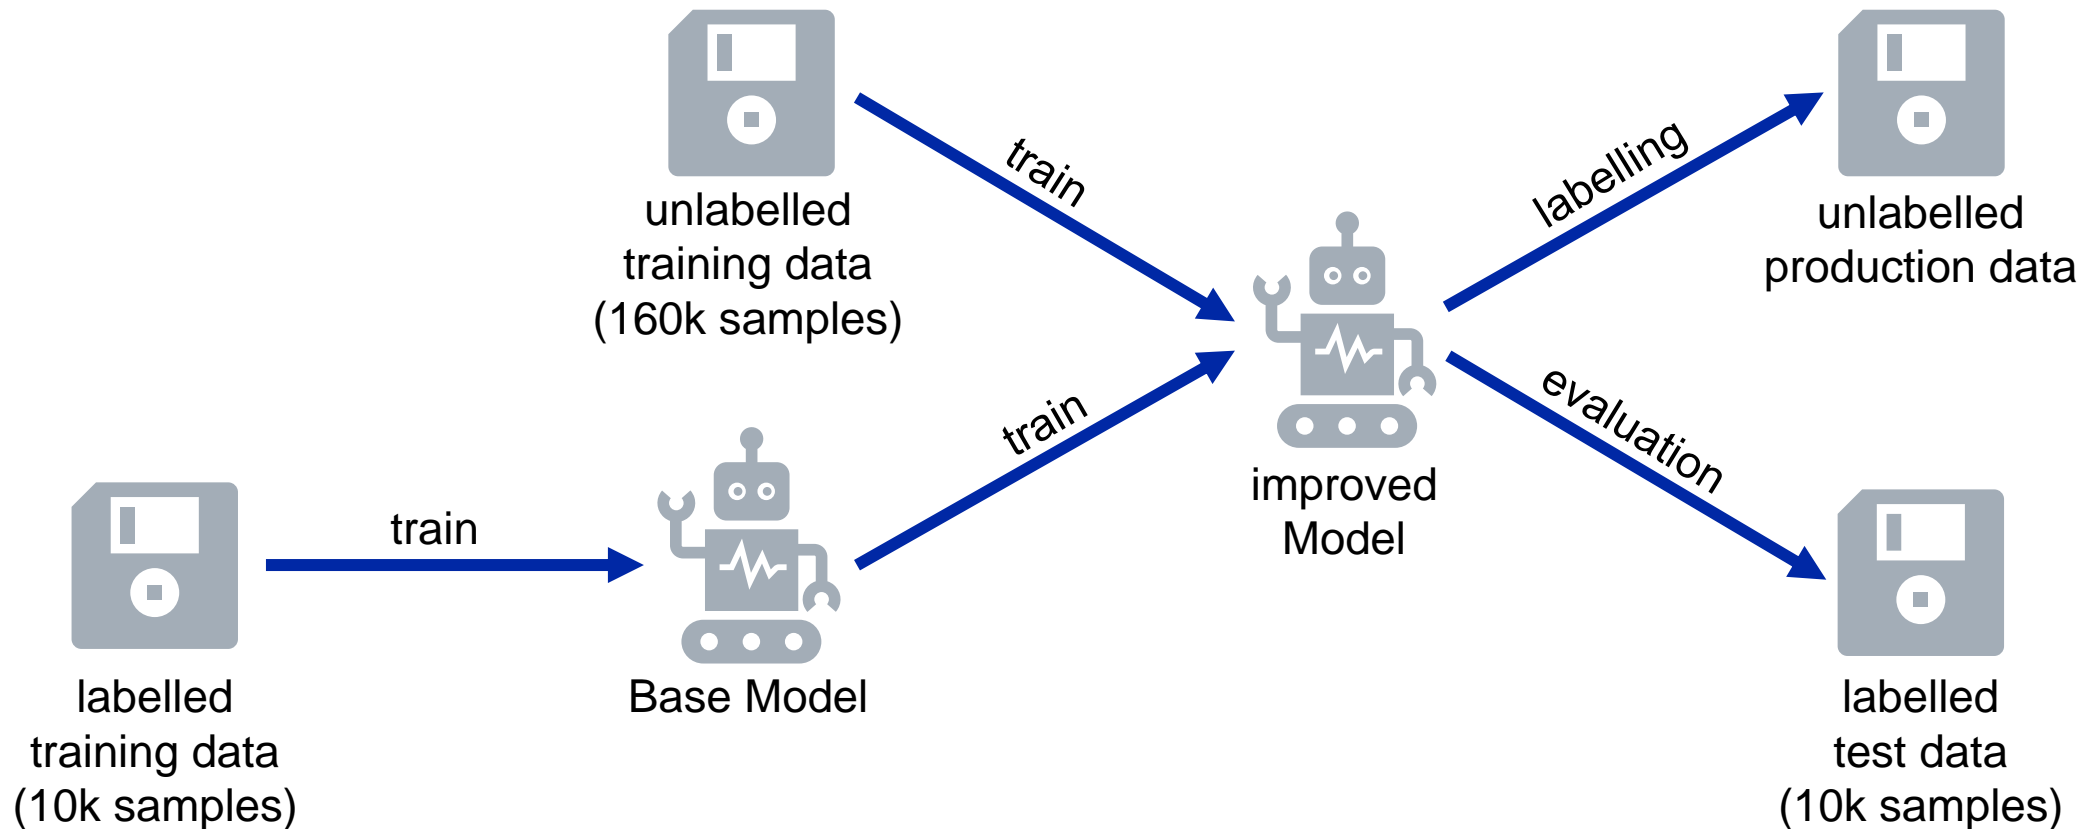 unlabelled
training data
(160k samples)
train
labelling
unlabelled
production data
train
train
improved
Model
evaluation
labelled
training data
(10k samples)
Base Model
labelled
test data
(10k samples)